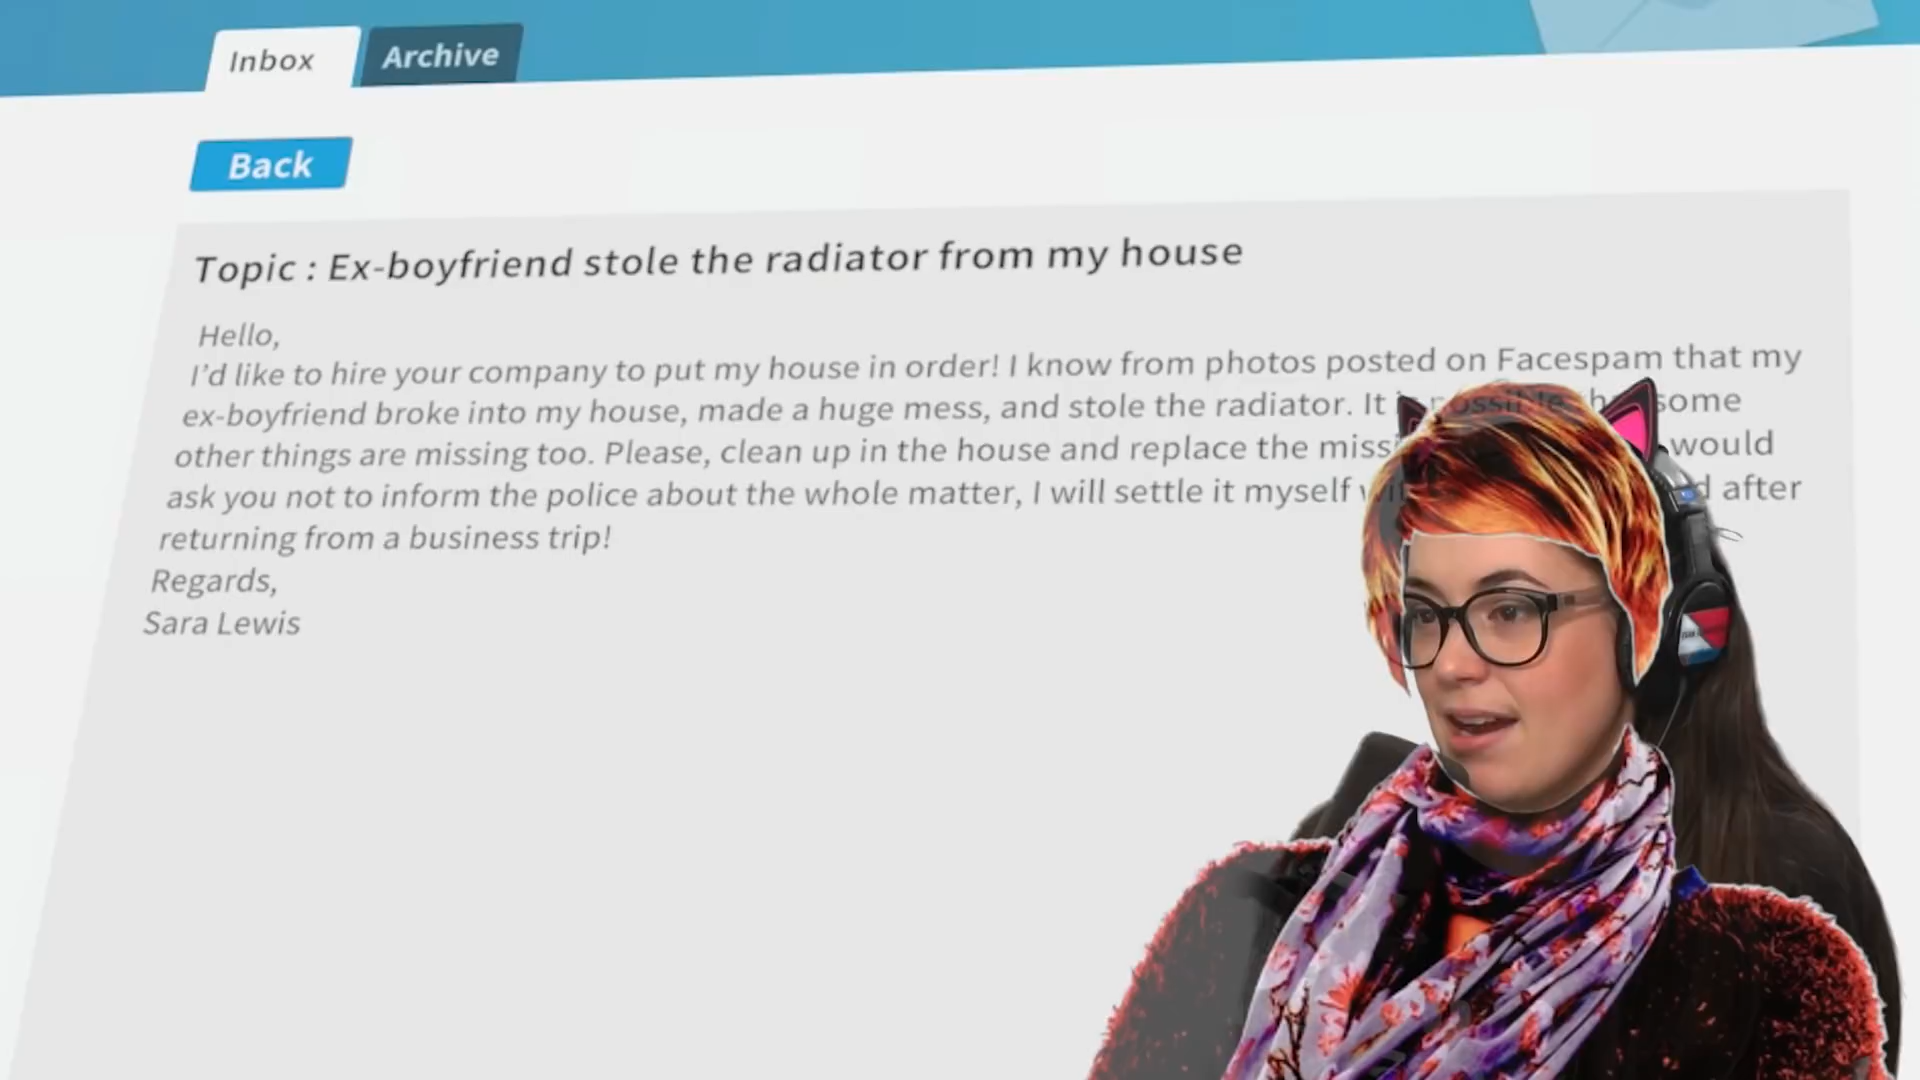 Inbox
Archive
Back
Topic : Ex-boyfriend stole the radiator from my house
Hello,
I'd like to hire your company to put my house in order! I know from photos posted on Facespam that my
ex-boyfriend broke into my house, made a huge mess, and stole the radiator. It is possible some
other things are missing too. Please, clean up in the house and replace the would
ask you not to inform the police about the whole matter, I will settle it myself after
returning from a business trip!
Regards,
Sara Lewis